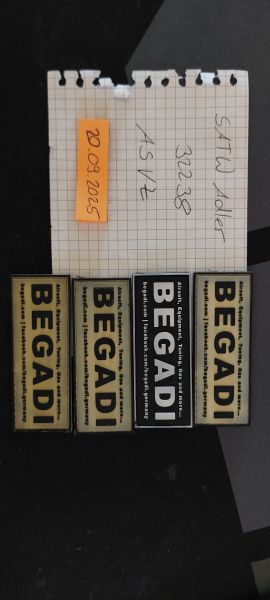 SATW Adler
32238
ASVZ
20.09.2025
Airsoft, Equipment, Tuning, Gas and more...
BEGADI
begadi.com | facebook.com/begadi.germany
Airsoft, Equipment, Tuning, Gas and more...
BEGADI
begadi.com | facebook.com/begadi.germany
Airsoft, Equipment, Tuning, Gas and more...
BEGADI
begadi.com | facebook.com/begadi.germany
Airsoft, Equipment, Tuning, Gas and more...
BEGADI
begadi.com | facebook.com/begadi.germany